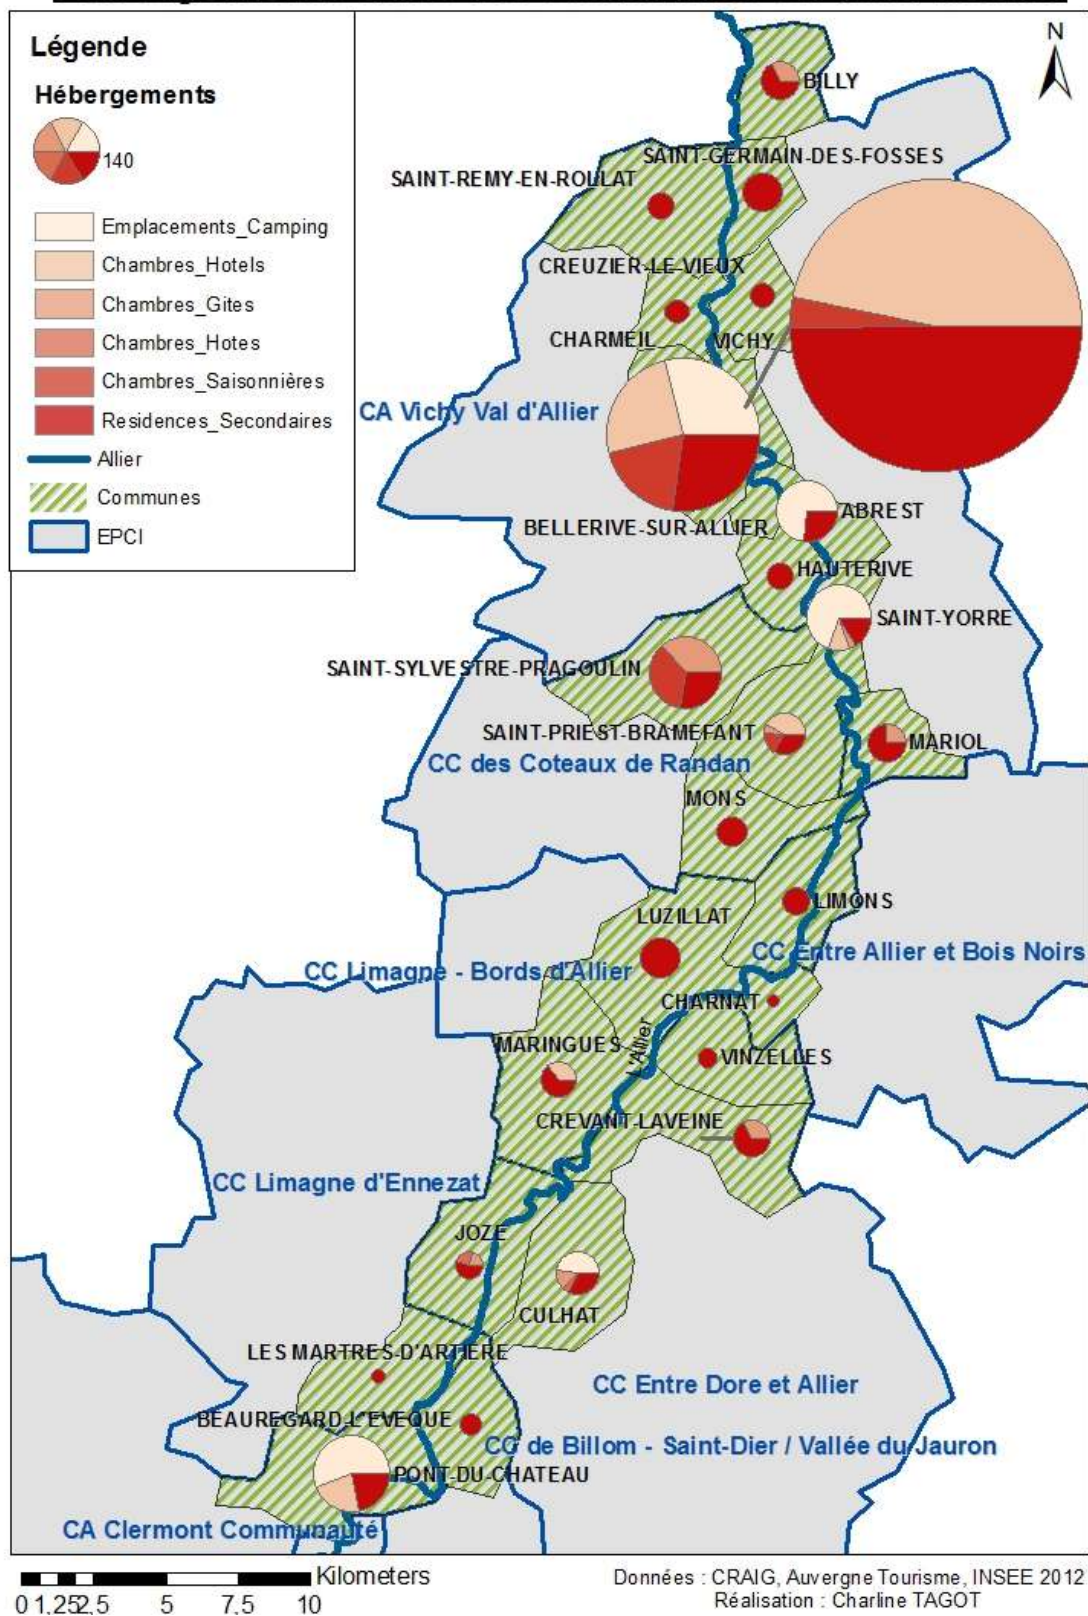 Légende
Hébergements
140
Emplacements_Camping
Chambres_Hotels
Chambres_Gites
Chambres_Hotes
Chambres_Saisonnières
Residences_Secondaires
Allier
Communes
EPCI
N
BILLY
SAINT-GERMAIN-DES-FOSSES
SAINT-REMY-EN-ROLLAT
CREUZIER-LE-VIEUX
CHARMEIL
VICHY
CA Vichy Val d'Allier
ABREST
BELLERIVE-SUR-ALLIER
HAUTERIVE
SAINT-YORRE
SAINT-SYLVESTRE-PRAGOULIN
SAINT-PRIEST-BRAMEFANT
MARIOL
CC des Coteaux de Randan
MONS
LIMONS
LUZILLAT
CC Entre Allier et Bois Noirs
CC Limagne - Bords d'Allier
CHARNAT
L'Allier
MARINGUES
VINZELLES
CREVANT-LAVEINE
CC Limagne d'Ennezat
JOZE
CULHAT
LES MARTRES-D'ARTIERE
CC Entre Dore et Allier
BEAUREGARD-L'EVEQUE
CC de Billom - Saint-Dier / Vallée du Jauron
PONT-DU-CHATEAU
CA Clermont Communauté
Kilometers
0 1,252,5 5 7,5 10
Données : CRAIG, Auvergne Tourisme, INSEE 2012
Réalisation : Charline TAGOT